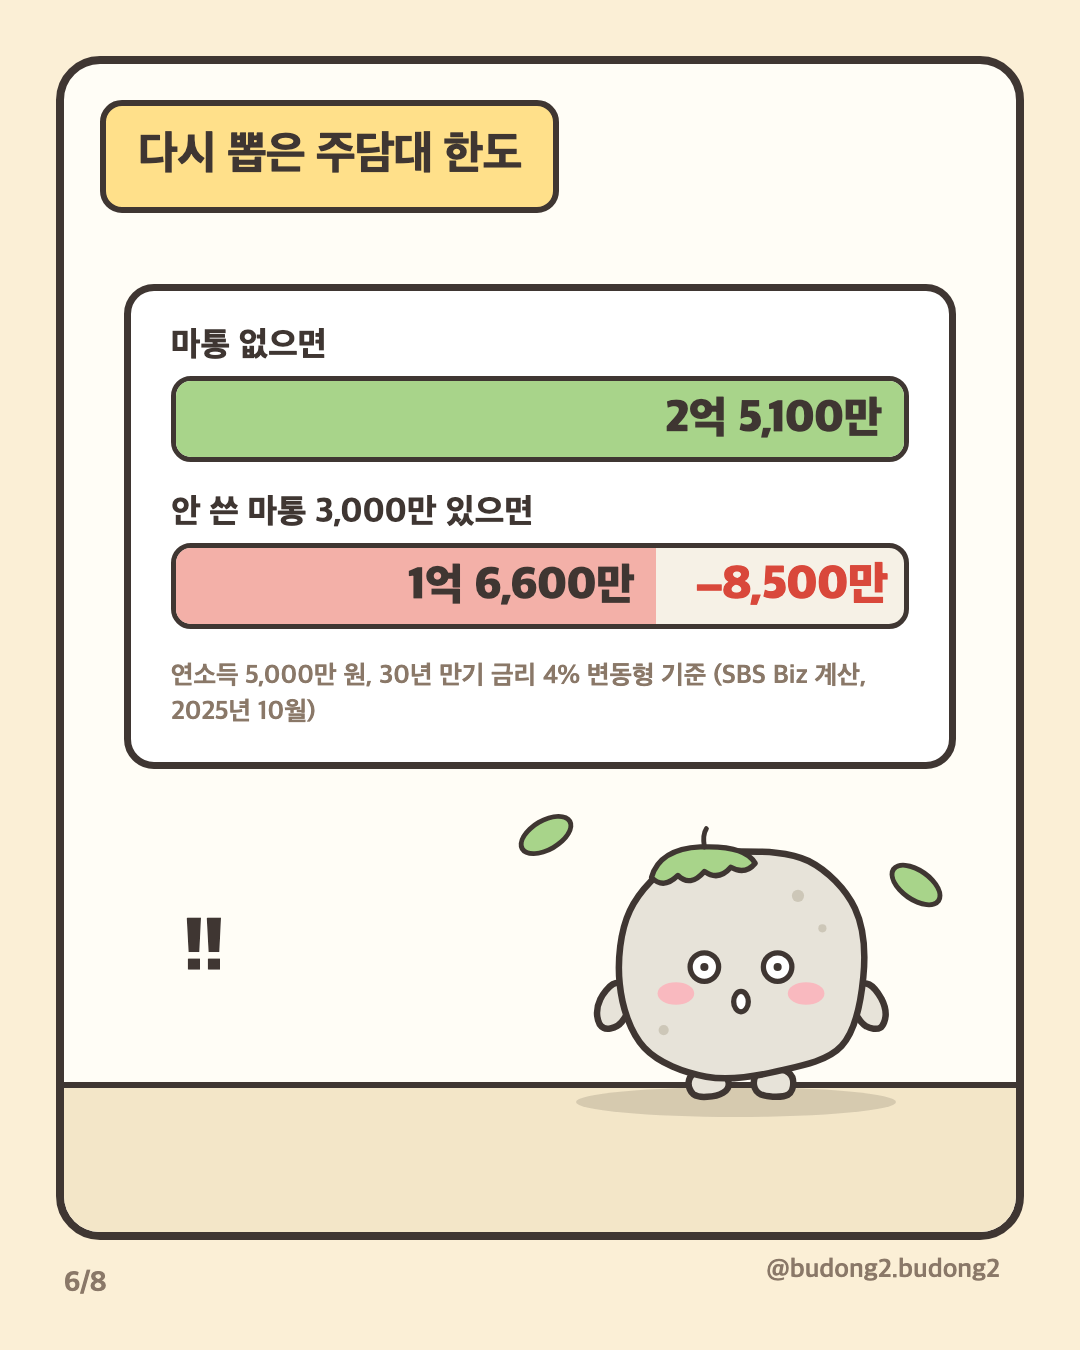 다시 뽑은 주담대 한도
마통 없으면
2억 5,100만
안 쓴 마통 3,000만 있으면
1억 6,600만
–8,500만
연소득 5,000만 원, 30년 만기 금리 4% 변동형 기준 (SBS Biz 계산,
2025년 10월)
!!
6/8
@budong2.budong2